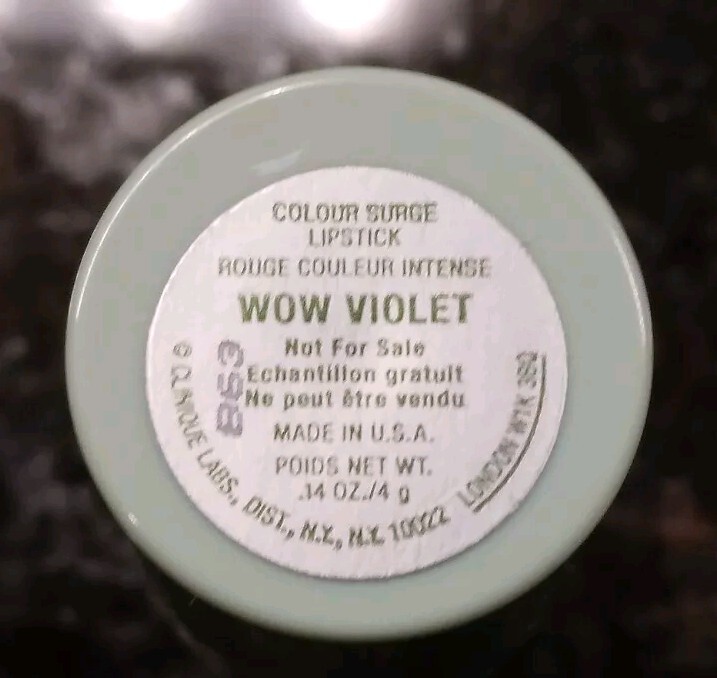 COLOUR SURGE
LIPSTICK
ROUGE COULEUR INTENSE
WOW VIOLET
Not For Sale
Echantillon gratuit
Ne peut être vendu
MADE IN U.S.A.
POIDS NET WT.
.14 OZ./4 g
© CLINIQUE LABS., DIST., N.Y., N.Y. 10022
LONDON W1K 3BQ